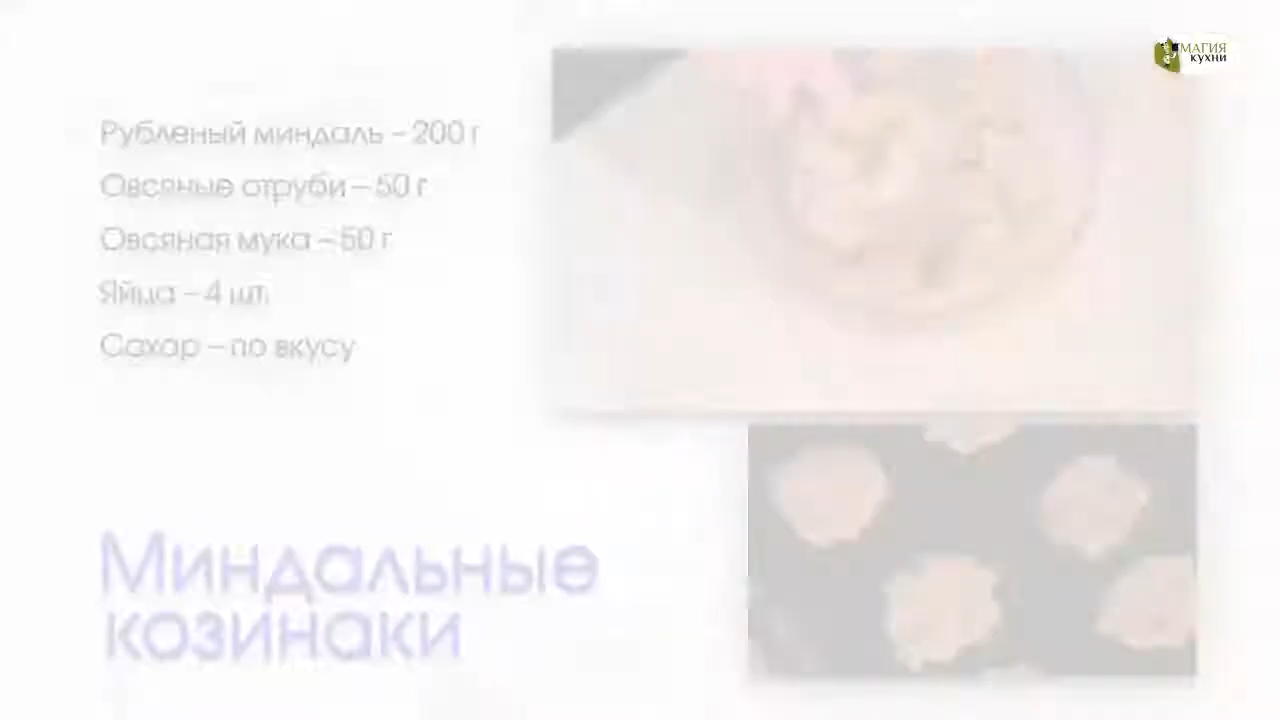 МАГИЯ
КУХНИ
Рубленый миндаль – 200 г
Овсяные отруби – 50 г
Овсяная мука – 50 г
Яйца – 4 шт.
Сахар – по вкусу
Миндальные
козинаки